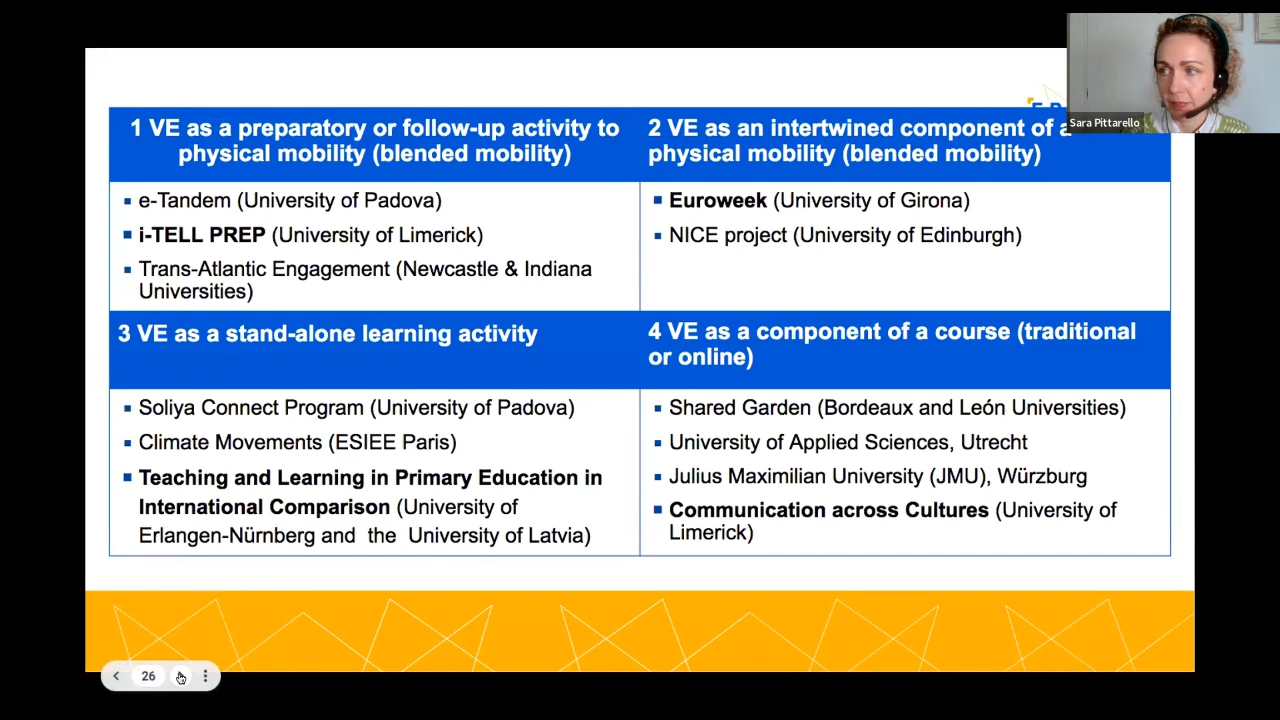 Sara Pittarello
1 VE as a preparatory or follow-up activity to
physical mobility (blended mobility)
2 VE as an intertwined component of a
physical mobility (blended mobility)
▪ e-Tandem (University of Padova)
▪ i-TELL PREP (University of Limerick)
▪ Trans-Atlantic Engagement (Newcastle & Indiana
Universities)
▪ Euroweek (University of Girona)
▪ NICE project (University of Edinburgh)
3 VE as a stand-alone learning activity
4 VE as a component of a course (traditional
or online)
▪ Soliya Connect Program (University of Padova)
▪ Climate Movements (ESIEE Paris)
▪ Teaching and Learning in Primary Education in
International Comparison (University of
Erlangen-Nürnberg and the University of Latvia)
▪ Shared Garden (Bordeaux and León Universities)
▪ University of Applied Sciences, Utrecht
▪ Julius Maximilian University (JMU), Würzburg
▪ Communication across Cultures (University of
Limerick)
26